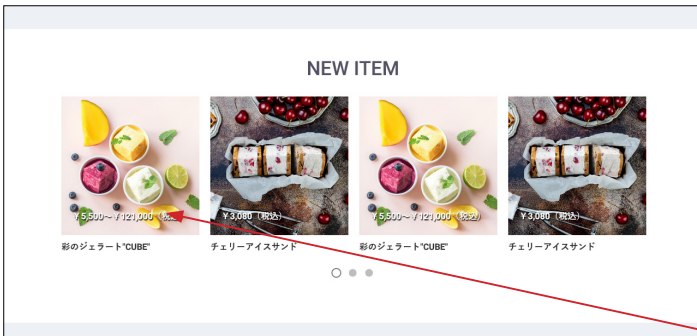 NEW ITEM
￥5,500～￥121,000（税込
￥3,080（税込）
￥5,500～￥121,000（税込）
￥3,080（税込）
彩のジェラート"CUBE"
チェリーアイスサンド
彩のジェラート"CUBE"
チェリーアイスサンド